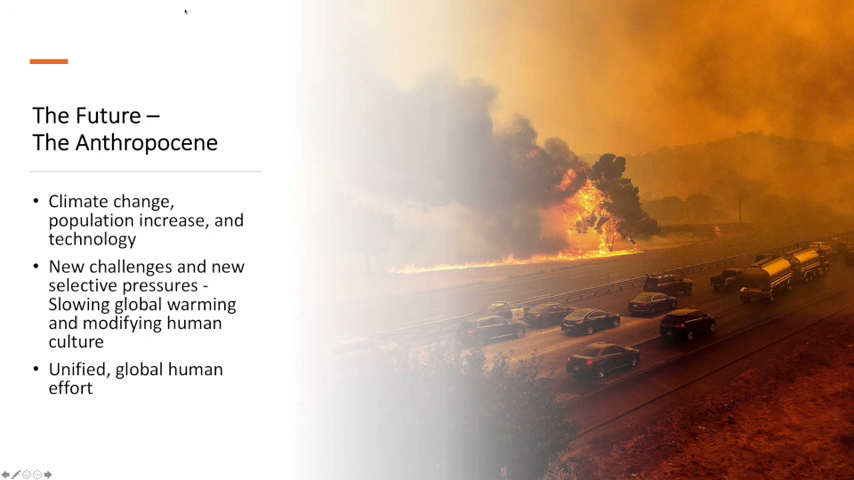 The Future –
The Anthropocene
• Climate change,
population increase, and
technology
• New challenges and new
selective pressures -
Slowing global warming
and modifying human
culture
• Unified, global human
effort